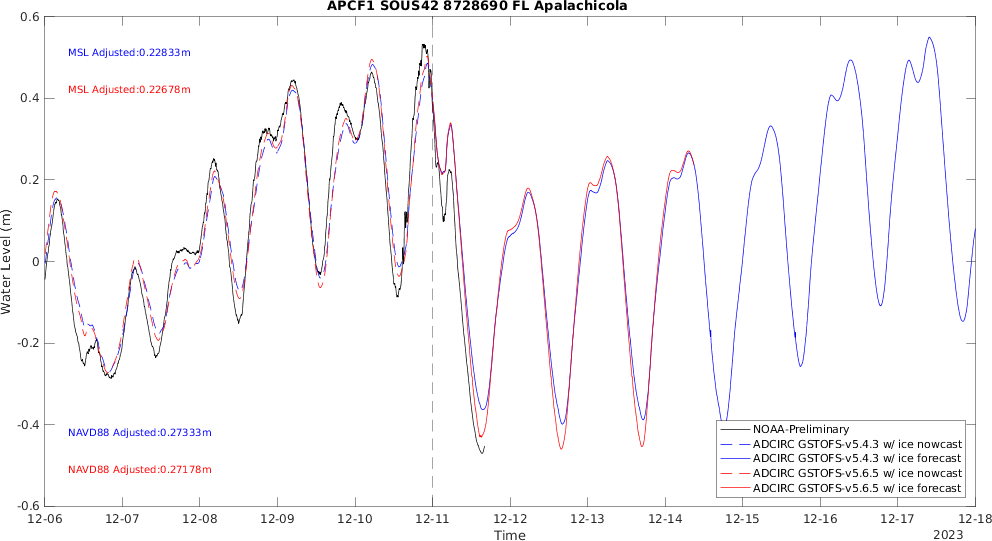 APCF1 SOUS42 8728690 FL Apalachicola
0.6
MSL Adjusted:0.22833m
MSL Adjusted:0.22678m
0.4
0.2
0
-0.2
-0.4
-0.6
Water Level (m)
NAVD88 Adjusted:0.27333m
NAVD88 Adjusted:0.27178m
NOAA-Preliminary
ADCIRC GSTOFS-v5.4.3 w/ ice nowcast
ADCIRC GSTOFS-v5.4.3 w/ ice forecast
ADCIRC GSTOFS-v5.6.5 w/ ice nowcast
ADCIRC GSTOFS-v5.6.5 w/ ice forecast
12-06 12-07 12-08 12-09 12-10 12-11 12-12 12-13 12-14 12-15 12-16 12-17 12-18
Time
2023